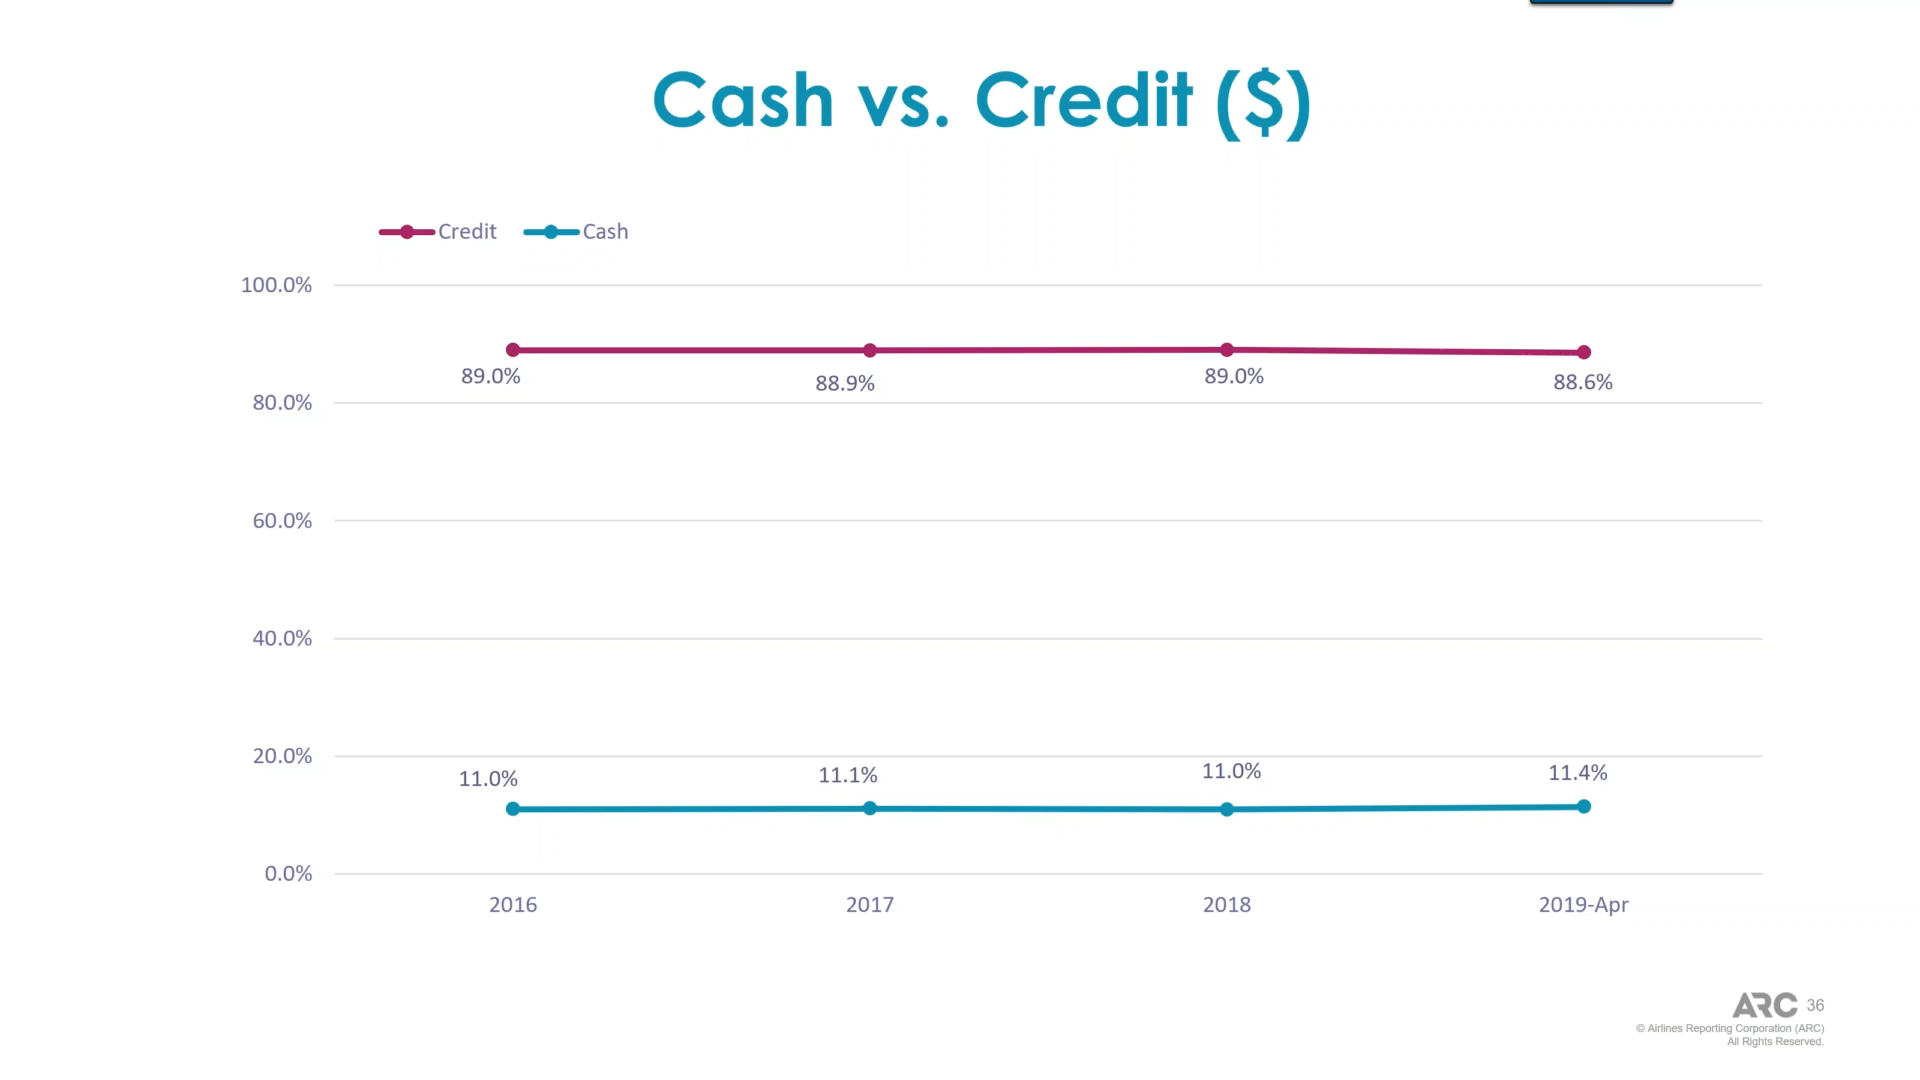 Cash vs. Credit ($)
Credit Cash
100.0%
89.0% 88.9% 89.0% 88.6%
80.0%
60.0%
40.0%
20.0%
11.0% 11.1% 11.0% 11.4%
0.0%
2016 2017 2018 2019-Apr
ARC 36
© Airlines Reporting Corporation (ARC)
All Rights Reserved.